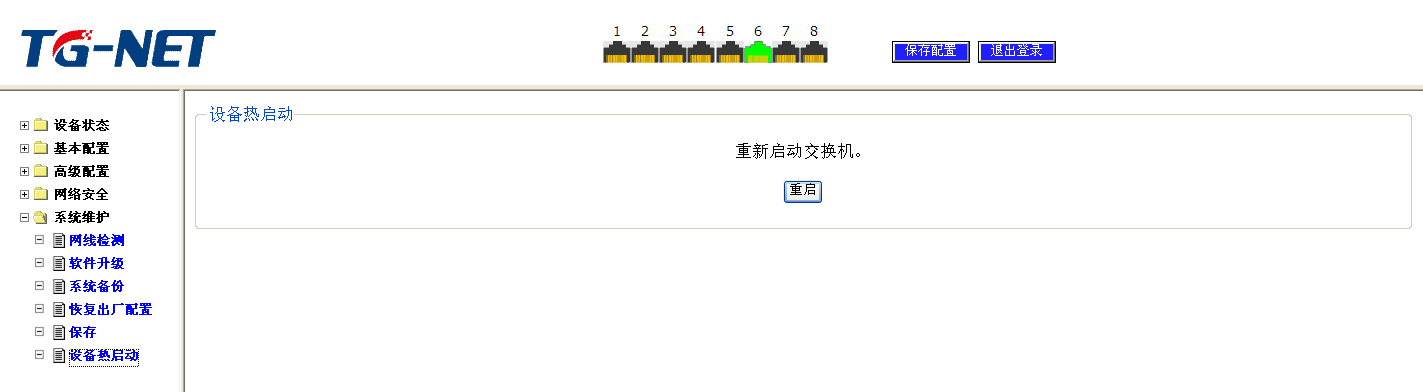 TG-NET
1 2 3 4 5 6 7 8
保存配置 退出登录
设备状态
基本配置
高级配置
网络安全
系统维护
网线检测
软件升级
系统备份
恢复出厂配置
保存
设备热启动
设备热启动
重新启动交换机。
重启